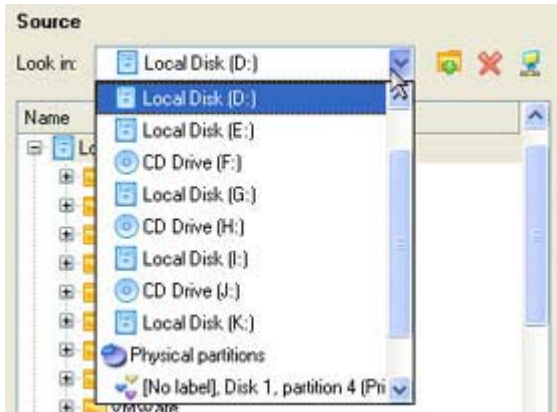 Source
Look in: Local Disk (D:)
Name
Local Disk (D:)
Local Disk (E:)
CD Drive (F:)
Local Disk (G:)
CD Drive (H:)
Local Disk (I:)
CD Drive (J:)
Local Disk (K:)
Physical partitions
[No label], Disk 1, partition 4 (Pri
VMWare